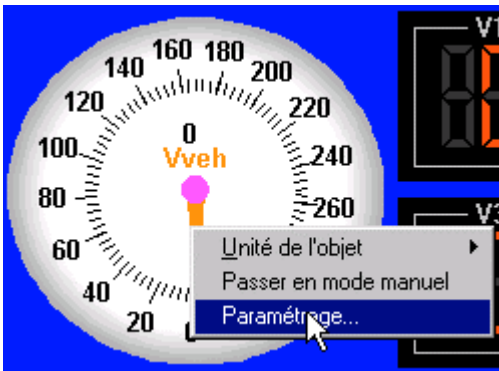 V1
160 180
140 200
120 220
100 0 240
Vveh
80 260
V3
60 Unité de l'objet
40 Passer en mode manuel
20 Paramétrage...